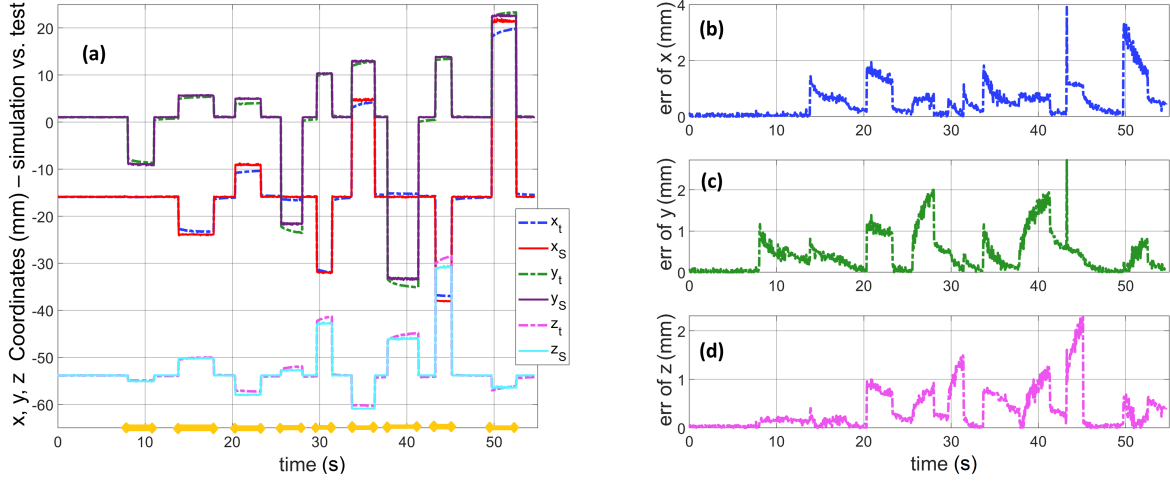 (a)
x, y, z Coordinates (mm) – simulation vs. test
20
10
0
-10
-20
-30
-40
-50
-60
0 10 20 30 40 50
time (s)
x_t
x_S
y_t
y_S
z_t
z_S
(b)
err of x (mm)
4
2
0
0 10 20 30 40 50
(c)
err of y (mm)
2
1
0
0 10 20 30 40 50
(d)
err of z (mm)
2
1
0
0 10 20 30 40 50
time (s)